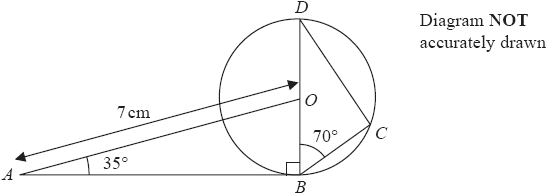 D
Diagram NOT
accurately drawn
7 cm
O
70°
C
35°
A
B